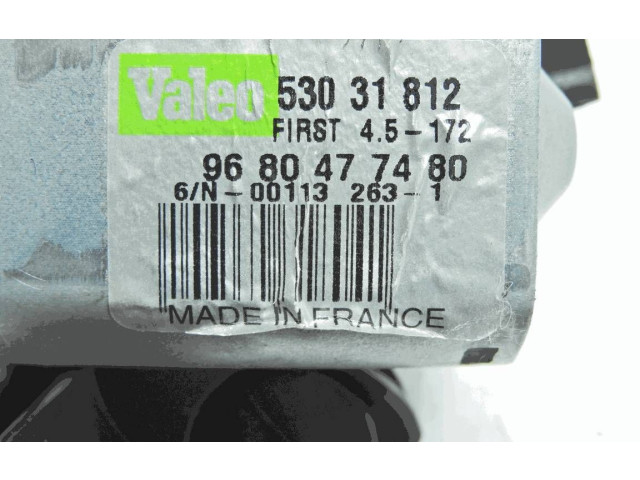 Valeo 530 31 812
FIRST 4.5-172
96 80 47 74 80
6/N-00113 263-1
MADE IN FRANCE